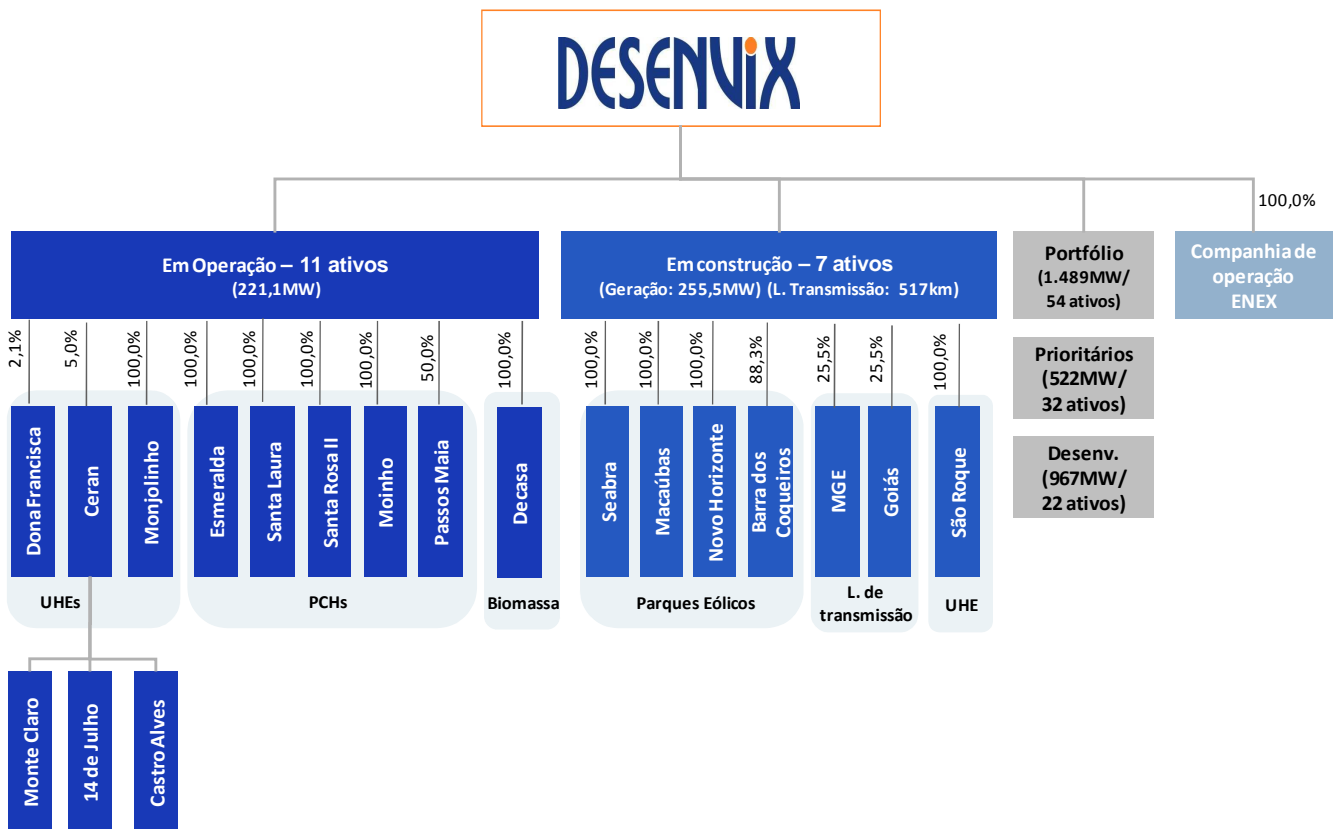 DESENViX
100,0%
Em Operação – 11 ativos
(221,1MW)
Em construção – 7 ativos
(Geração: 255,5MW) (L. Transmissão: 517km)
Portfólio
(1.489MW/
54 ativos)
Companhia de
operação
ENEX
Prioritários
(522MW/
32 ativos)
Desenv.
(967MW/
22 ativos)
2,1%
5,0%
100,0%
100,0%
100,0%
100,0%
100,0%
50,0%
100,0%
100,0%
100,0%
100,0%
88,3%
25,5%
25,5%
100,0%
Dona Francisca
Ceran
Monjolinho
Esmeralda
Santa Laura
Santa Rosa II
Moinho
Passos Maia
Decasa
Seabra
Macaúbas
Novo Horizonte
Barra dos
Coqueiros
MGE
Goiás
São Roque
UHEs
PCHs
Biomassa
Parques Eólicos
L. de
transmissão
UHE
Monte Claro
14 de Julho
Castro Alves